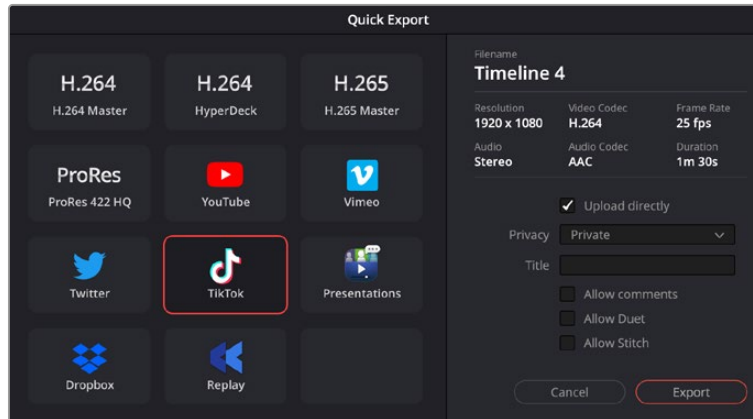 Quick Export
H.264
H.264 Master
H.264
HyperDeck
H.265
H.265 Master
ProRes
ProRes 422 HQ
YouTube
Vimeo
Twitter
TikTok
Presentations
Dropbox
Replay
Filename
Timeline 4
Resolution Video Codec Frame Rate
1920 x 1080 H.264 25 fps
Audio Audio Codec Duration
Stereo AAC 1m 30s
Upload directly
Privacy Private
Title
Allow comments
Allow Duet
Allow Stitch
Cancel Export